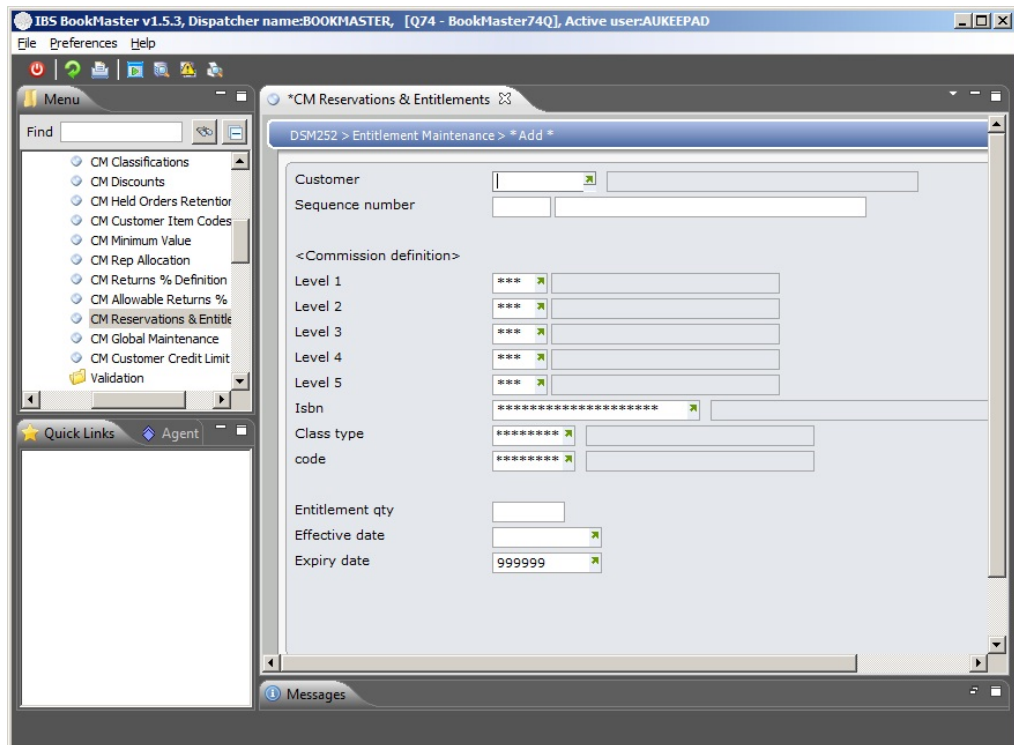 IBS BookMaster v1.5.3, Dispatcher name:BOOKMASTER, [Q74 - BookMaster74Q], Active user:AUKEEPAD
File Preferences Help
Menu
Find
CM Classifications
CM Discounts
CM Held Orders Retention
CM Customer Item Codes
CM Minimum Value
CM Rep Allocation
CM Returns % Definition
CM Allowable Returns %
CM Reservations & Entitle
CM Global Maintenance
CM Customer Credit Limit
Validation
Quick Links Agent
*CM Reservations & Entitlements
DSM252 > Entitlement Maintenance > * Add *
Customer
Sequence number
<Commission definition>
Level 1 ***
Level 2 ***
Level 3 ***
Level 4 ***
Level 5 ***
Isbn ********************
Class type ********
code ********
Entitlement qty
Effective date
Expiry date 999999
Messages